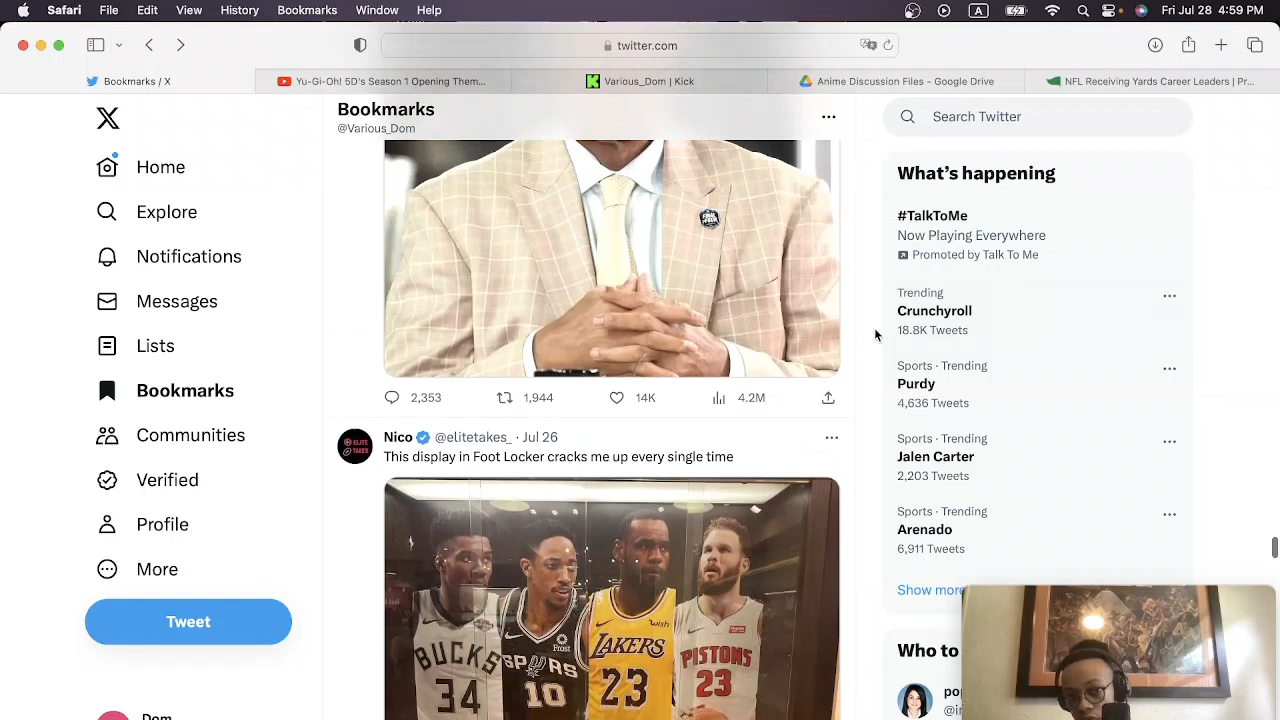 Safari File Edit View History Bookmarks Window Help A Fri Jul 28 4:59 PM
twitter.com
Bookmarks / X
Yu-Gi-Oh! 5D's Season 1 Opening Them...
Various_Dom | Kick
Anime Discussion Files - Google Drive
NFL Receiving Yards Career Leaders | Pr...
Home
Explore
Notifications
Messages
Lists
Bookmarks
Communities
Verified
Profile
More
Tweet
Dom
Bookmarks
@Various_Dom
FINAL FOUR
2,353 1,944 14K 4.2M
ELITE
TAKES
Nico @elitetakes_ · Jul 26
This display in Foot Locker cracks me up every single time
BUCKS
34
SPURS
10
wish
LAKERS
23
PISTONS
23
Search Twitter
What’s happening
#TalkToMe
Now Playing Everywhere
Promoted by Talk To Me
Trending
Crunchyroll
18.8K Tweets
Sports · Trending
Purdy
4,636 Tweets
Sports · Trending
Jalen Carter
2,203 Tweets
Sports · Trending
Arenado
6,911 Tweets
Show more
Who to